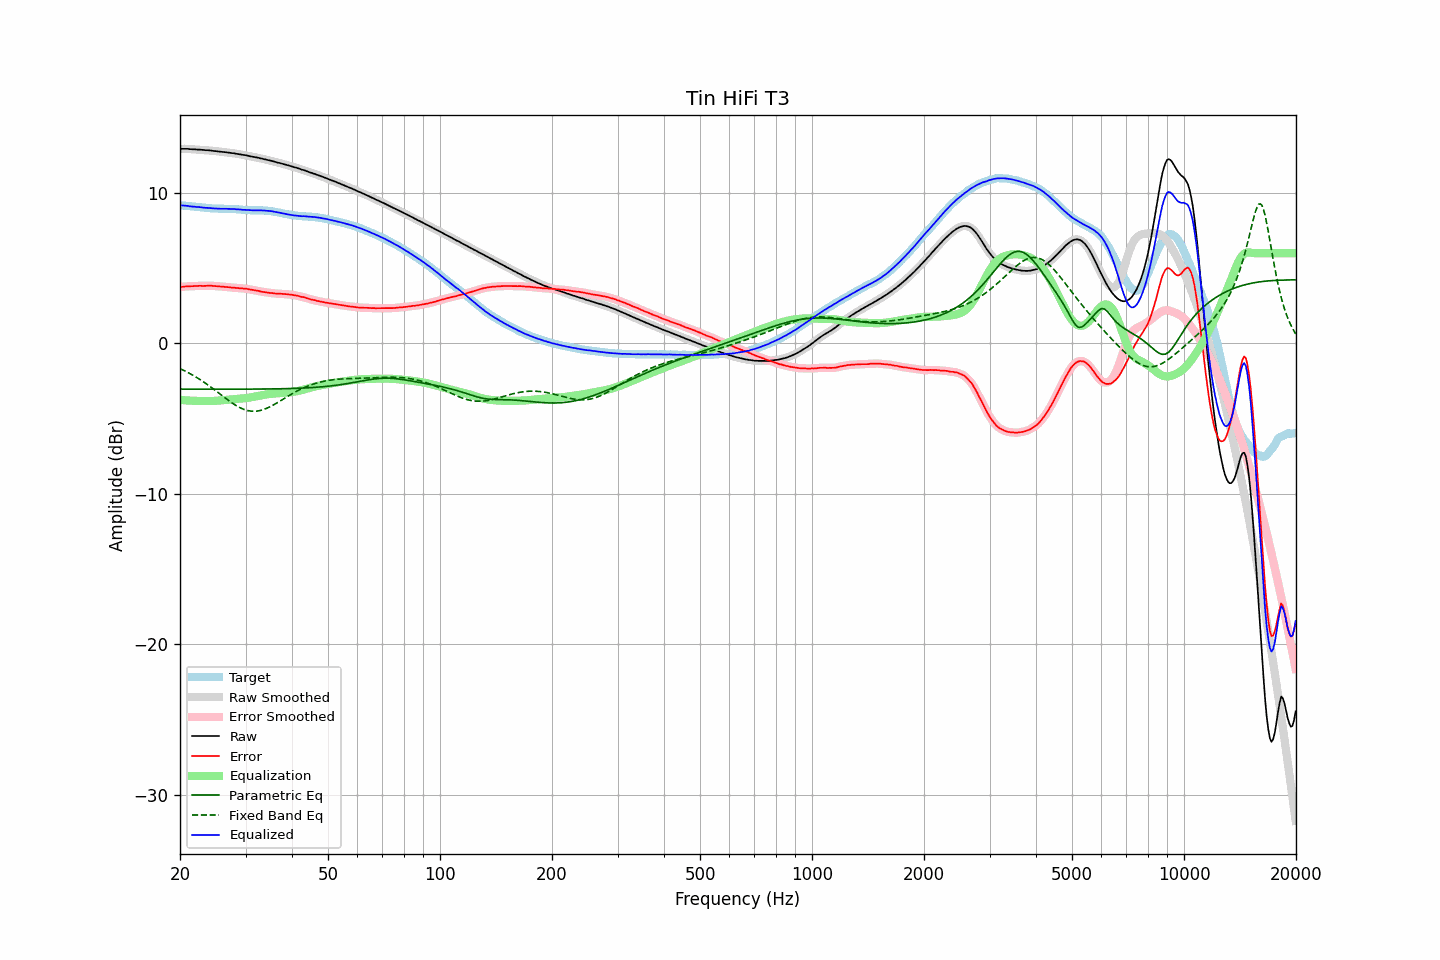 Tin HiFi T3
Amplitude (dBr)
10
0
−10
−20
−30
Target
Raw Smoothed
Error Smoothed
Raw
Error
Equalization
Parametric Eq
Fixed Band Eq
Equalized
20 50 100 200 500 1000 2000 5000 10000 20000
Frequency (Hz)